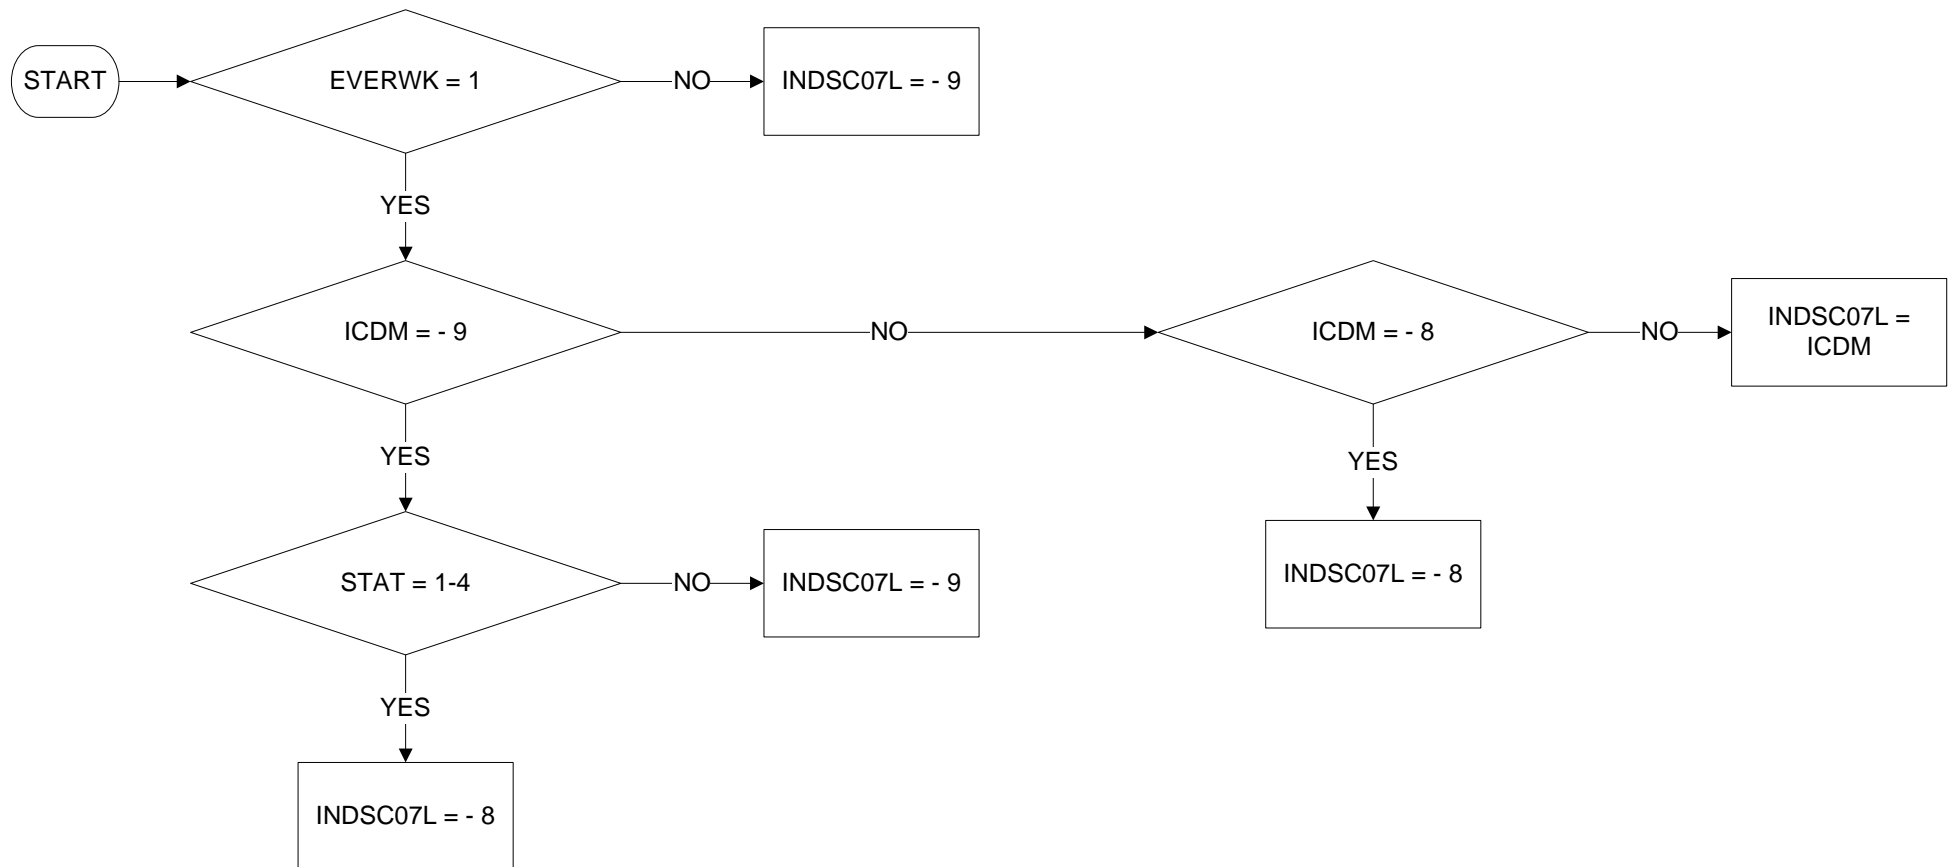 START
EVERWK = 1
NO
INDSC07L = - 9
YES
ICDM = - 9
NO
ICDM = - 8
NO
INDSC07L =
ICDM
YES
YES
INDSC07L = - 8
STAT = 1-4
NO
INDSC07L = - 9
YES
INDSC07L = - 8